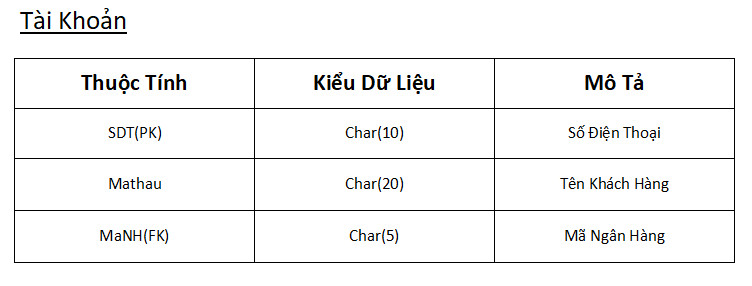 Tài Khoản
Thuộc Tính Kiểu Dữ Liệu Mô Tả
SDT(PK) Char(10) Số Điện Thoại
Mathau Char(20) Tên Khách Hàng
MaNH(FK) Char(5) Mã Ngân Hàng